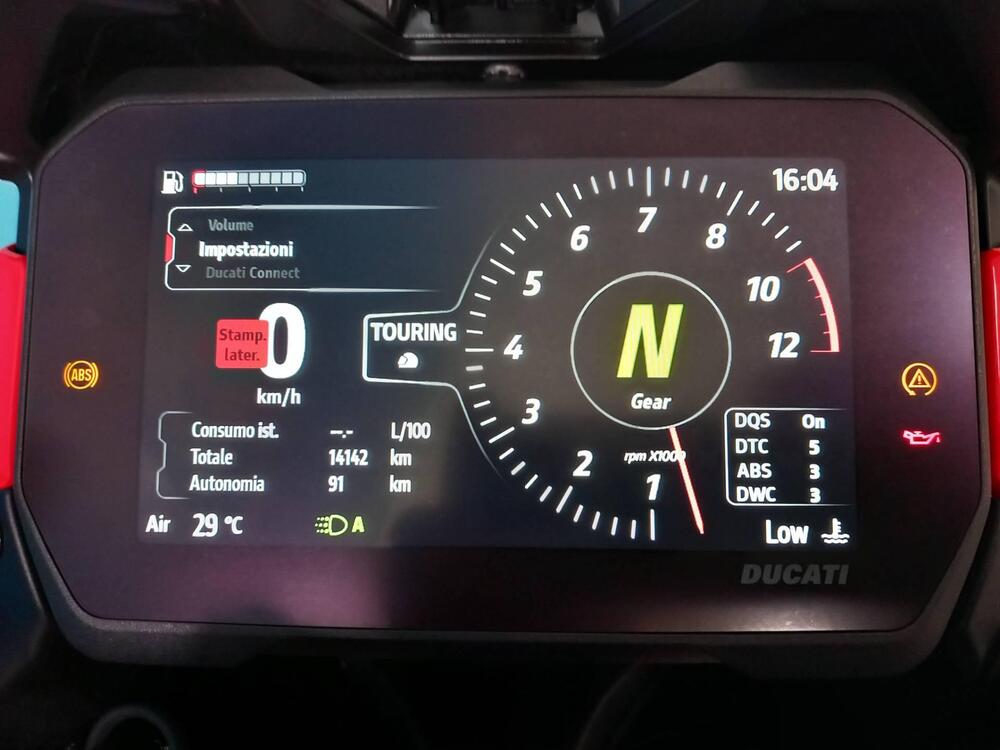 16:04
Volume
Impostazioni
Ducati Connect
Stamp.
later.
0
km/h
TOURING
1
2
3
4
5
6
7
8
10
12
N
Gear
rpm X1000
ABS
Consumo ist. --.- L/100
Totale 14142 km
Autonomia 91 km
DQS On
DTC 5
ABS 3
DWC 3
Air 29 °C
A
Low
DUCATI